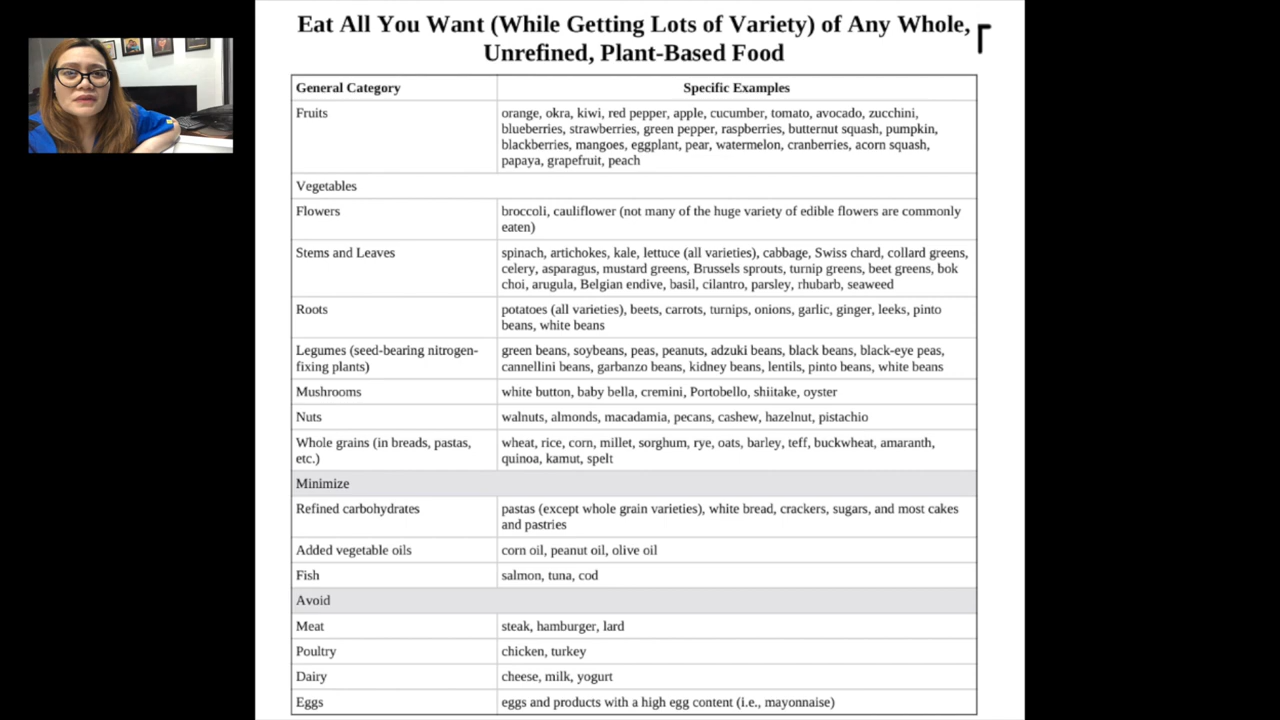 Eat All You Want (While Getting Lots of Variety) of Any Whole,
Unrefined, Plant-Based Food
General Category Specific Examples
Fruits orange, okra, kiwi, red pepper, apple, cucumber, tomato, avocado, zucchini,
blueberries, strawberries, green pepper, raspberries, butternut squash, pumpkin,
blackberries, mangoes, eggplant, pear, watermelon, cranberries, acorn squash,
papaya, grapefruit, peach
Vegetables
Flowers broccoli, cauliflower (not many of the huge variety of edible flowers are commonly
eaten)
Stems and Leaves spinach, artichokes, kale, lettuce (all varieties), cabbage, Swiss chard, collard greens,
celery, asparagus, mustard greens, Brussels sprouts, turnip greens, beet greens, bok
choi, arugula, Belgian endive, basil, cilantro, parsley, rhubarb, seaweed
Roots potatoes (all varieties), beets, carrots, turnips, onions, garlic, ginger, leeks, pinto
beans, white beans
Legumes (seed-bearing nitrogen- green beans, soybeans, peas, peanuts, adzuki beans, black beans, black-eye peas,
fixing plants) cannellini beans, garbanzo beans, kidney beans, lentils, pinto beans, white beans
Mushrooms white button, baby bella, cremini, Portobello, shiitake, oyster
Nuts walnuts, almonds, macadamia, pecans, cashew, hazelnut, pistachio
Whole grains (in breads, pastas, wheat, rice, corn, millet, sorghum, rye, oats, barley, teff, buckwheat, amaranth,
etc.) quinoa, kamut, spelt
Minimize
Refined carbohydrates pastas (except whole grain varieties), white bread, crackers, sugars, and most cakes
and pastries
Added vegetable oils corn oil, peanut oil, olive oil
Fish salmon, tuna, cod
Avoid
Meat steak, hamburger, lard
Poultry chicken, turkey
Dairy cheese, milk, yogurt
Eggs eggs and products with a high egg content (i.e., mayonnaise)